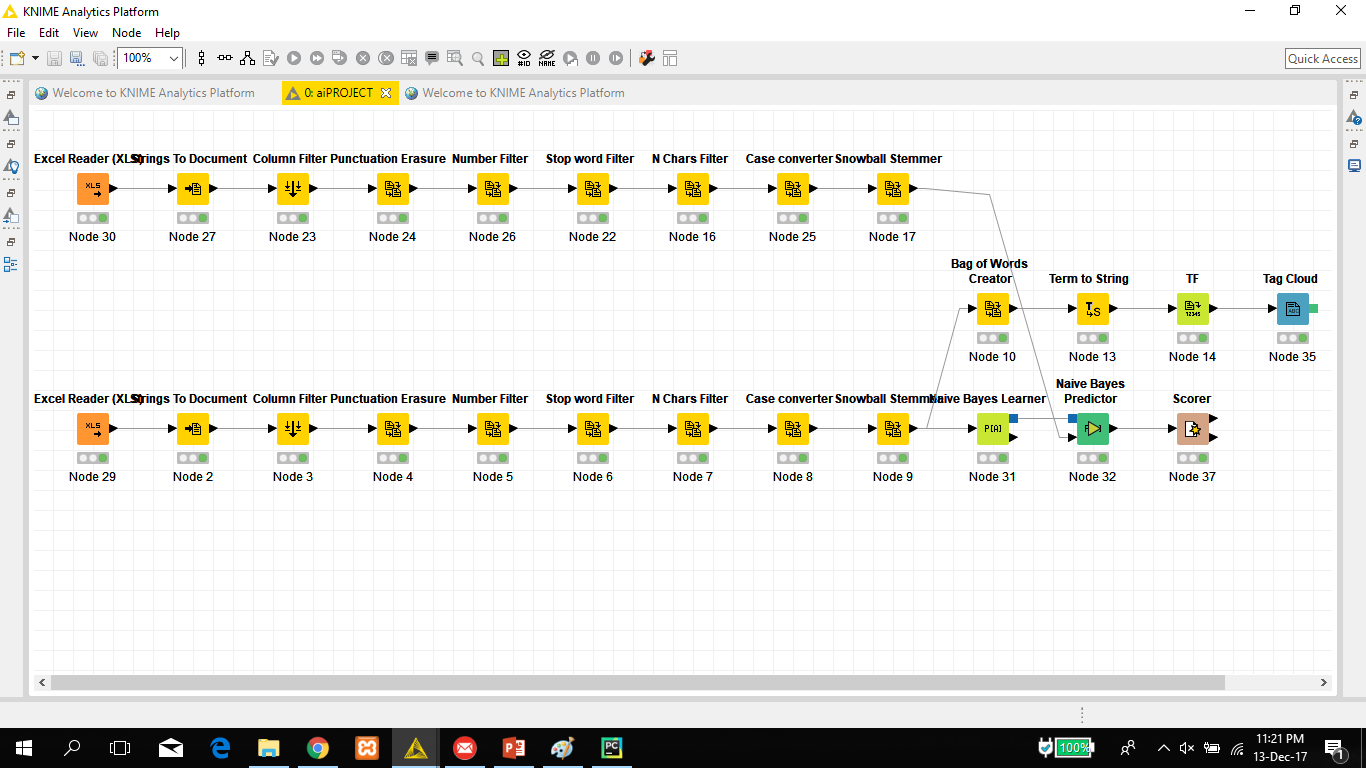 KNIME Analytics Platform
File Edit View Node Help
100% #ID NAME Quick Access
Welcome to KNIME Analytics Platform 0: aiPROJECT Welcome to KNIME Analytics Platform
Excel Reader (XLS) Strings To Document Column Filter Punctuation Erasure Number Filter Stop word Filter N Chars Filter Case converter Snowball Stemmer
XLS
Node 30 Node 27 Node 23 Node 24 Node 26 Node 22 Node 16 Node 25 Node 17
Bag of Words
Creator Term to String TF Tag Cloud
T S 12345 ABC
Node 10 Node 13 Node 14 Node 35
Naive Bayes
Excel Reader (XLS) Strings To Document Column Filter Punctuation Erasure Number Filter Stop word Filter N Chars Filter Case converter Snowball Stemmer Naive Bayes Learner Predictor Scorer
XLS P[A]
Node 29 Node 2 Node 3 Node 4 Node 5 Node 6 Node 7 Node 8 Node 9 Node 31 Node 32 Node 37
PC 100% 11:21 PM
13-Dec-17 1